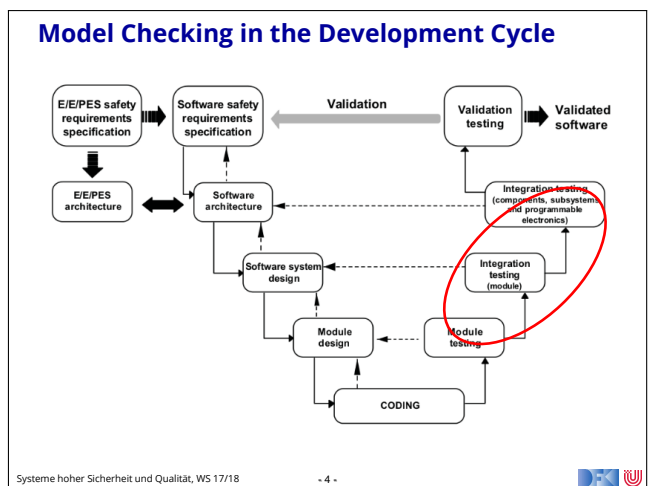 Model Checking in the Development Cycle
E/E/PES safety
requirements
specification
Software safety
requirements
specification
Validation
Validation
testing
Validated
software
E/E/PES
architecture
Software
architecture
Integration testing
(components, subsystems
and programmable
electronics)
Software system
design
Integration
testing
(module)
Module
design
Module
testing
CODING
Systeme hoher Sicherheit und Qualität, WS 17/18
- 4 -
DFK